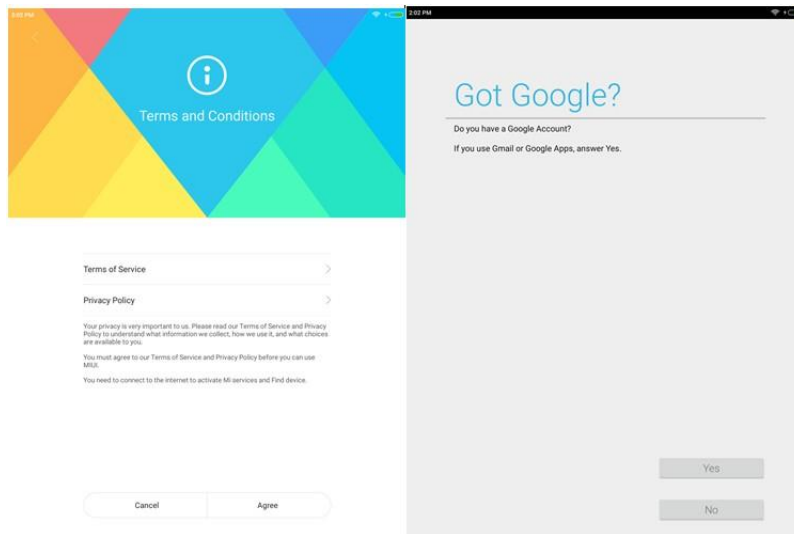 2:02 PM
Terms and Conditions
Terms of Service
Privacy Policy
Your privacy is very important to us. Please read our Terms of Service and Privacy
Policy to understand what information we collect, how we use it, and what choices
are available to you.
You must agree to our Terms of Service and Privacy Policy before you can use
MIUI.
You need to connect to the internet to activate Mi services and Find device.
Cancel
Agree
Got Google?
Do you have a Google Account?
If you use Gmail or Google Apps, answer Yes.
Yes
No